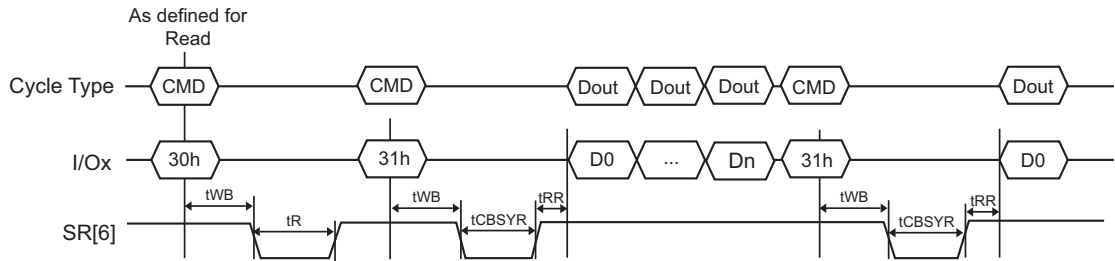 As defined for
Read
Cycle Type CMD CMD Dout Dout Dout CMD Dout
I/Ox 30h 31h D0 ... Dn 31h D0
tWB tWB tRR tWB tRR
tR tCBSYR tCBSYR
SR[6]